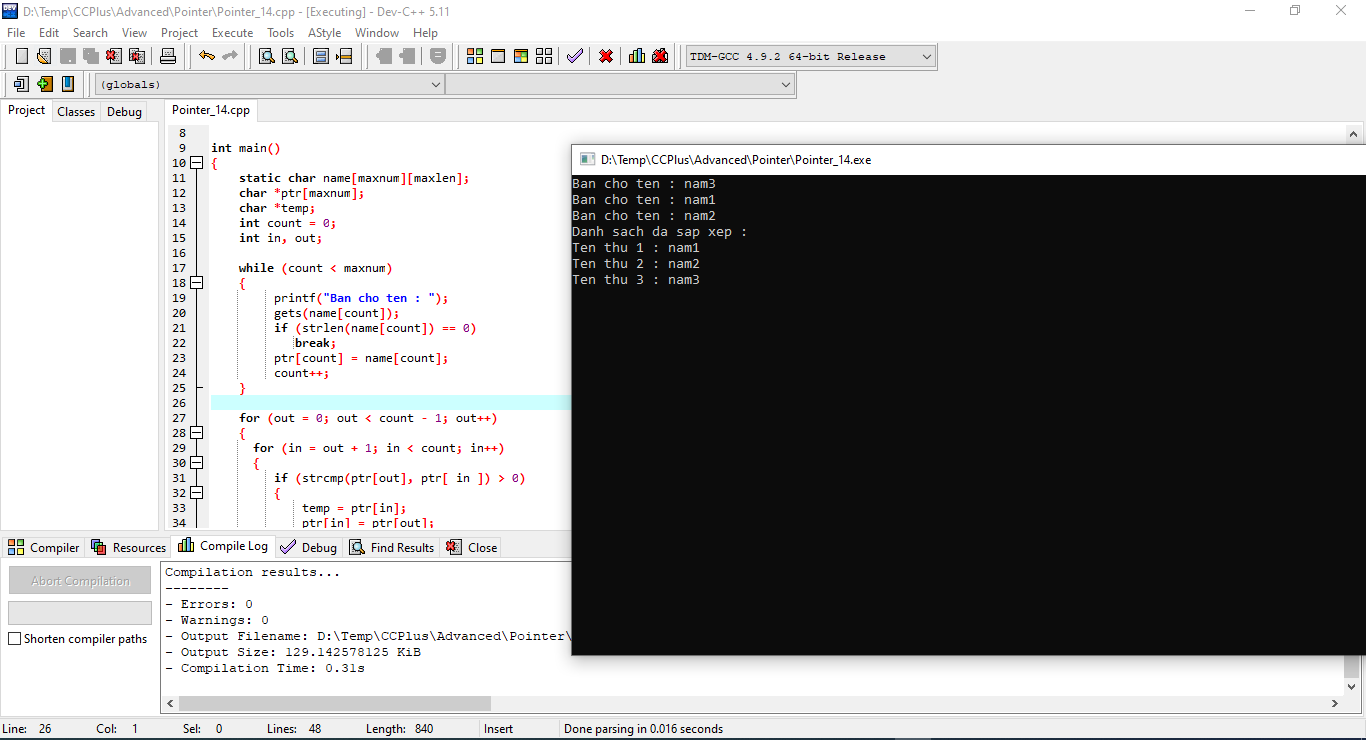 D:\Temp\CCPlus\Advanced\Pointer\Pointer_14.cpp - [Executing] - Dev-C++ 5.11
File Edit Search View Project Execute Tools AStyle Window Help
TDM-GCC 4.9.2 64-bit Release
(globals)
Project Classes Debug
Pointer_14.cpp
8
9 int main()
10 {
11 static char name[maxnum][maxlen];
12 char *ptr[maxnum];
13 char *temp;
14 int count = 0;
15 int in, out;
16
17 while (count < maxnum)
18 {
19 printf("Ban cho ten : ");
20 gets(name[count]);
21 if (strlen(name[count]) == 0)
22 break;
23 ptr[count] = name[count];
24 count++;
25 }
26
27 for (out = 0; out < count - 1; out++)
28 {
29 for (in = out + 1; in < count; in++)
30 {
31 if (strcmp(ptr[out], ptr[ in ]) > 0)
32 {
33 temp = ptr[in];
34 ptr[in] = ptr[out];
D:\Temp\CCPlus\Advanced\Pointer\Pointer_14.exe
Ban cho ten : nam3
Ban cho ten : nam1
Ban cho ten : nam2
Danh sach da sap xep :
Ten thu 1 : nam1
Ten thu 2 : nam2
Ten thu 3 : nam3
Compiler Resources Compile Log Debug Find Results Close
Abort Compilation
Shorten compiler paths
Compilation results...
--------
- Errors: 0
- Warnings: 0
- Output Filename: D:\Temp\CCPlus\Advanced\Pointer\
- Output Size: 129.142578125 KiB
- Compilation Time: 0.31s
Line: 26 Col: 1 Sel: 0 Lines: 48 Length: 840 Insert Done parsing in 0.016 seconds